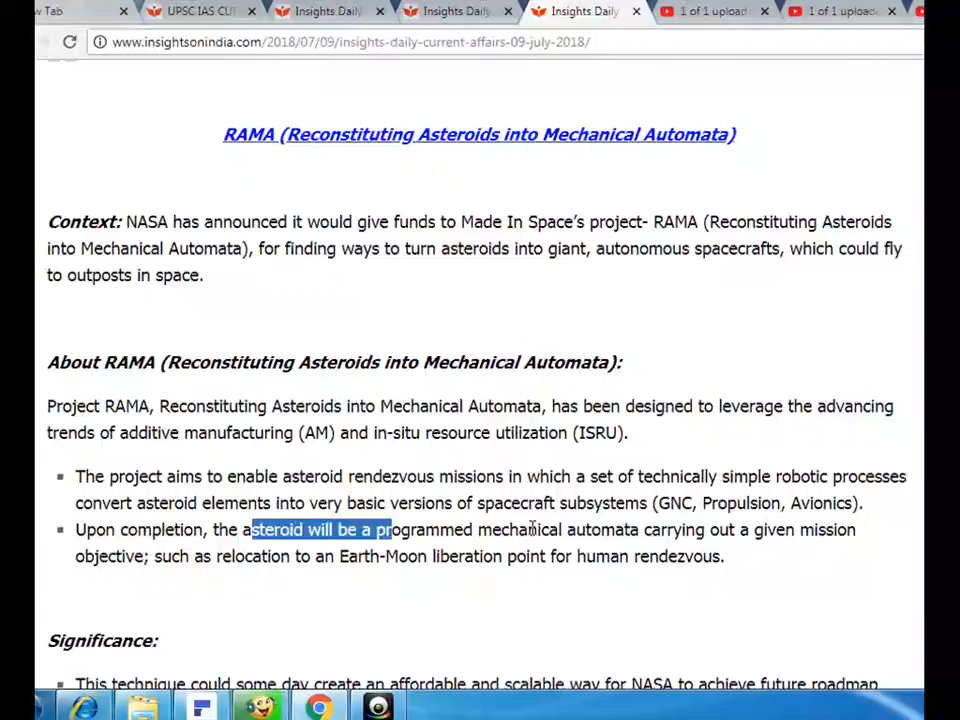 w Tab
UPSC IAS CUT
Insights Daily
Insights Daily
Insights Daily
1 of 1 upload
1 of 1 upload
www.insightsonindia.com/2018/07/09/insights-daily-current-affairs-09-july-2018/
RAMA (Reconstituting Asteroids into Mechanical Automata)
Context: NASA has announced it would give funds to Made In Space’s project- RAMA (Reconstituting Asteroids
into Mechanical Automata), for finding ways to turn asteroids into giant, autonomous spacecrafts, which could fly
to outposts in space.
About RAMA (Reconstituting Asteroids into Mechanical Automata):
Project RAMA, Reconstituting Asteroids into Mechanical Automata, has been designed to leverage the advancing
trends of additive manufacturing (AM) and in-situ resource utilization (ISRU).
The project aims to enable asteroid rendezvous missions in which a set of technically simple robotic processes
convert asteroid elements into very basic versions of spacecraft subsystems (GNC, Propulsion, Avionics).
Upon completion, the asteroid will be a programmed mechanical automata carrying out a given mission
objective; such as relocation to an Earth-Moon liberation point for human rendezvous.
Significance:
This technique could some day create an affordable and scalable way for NASA to achieve future roadmap